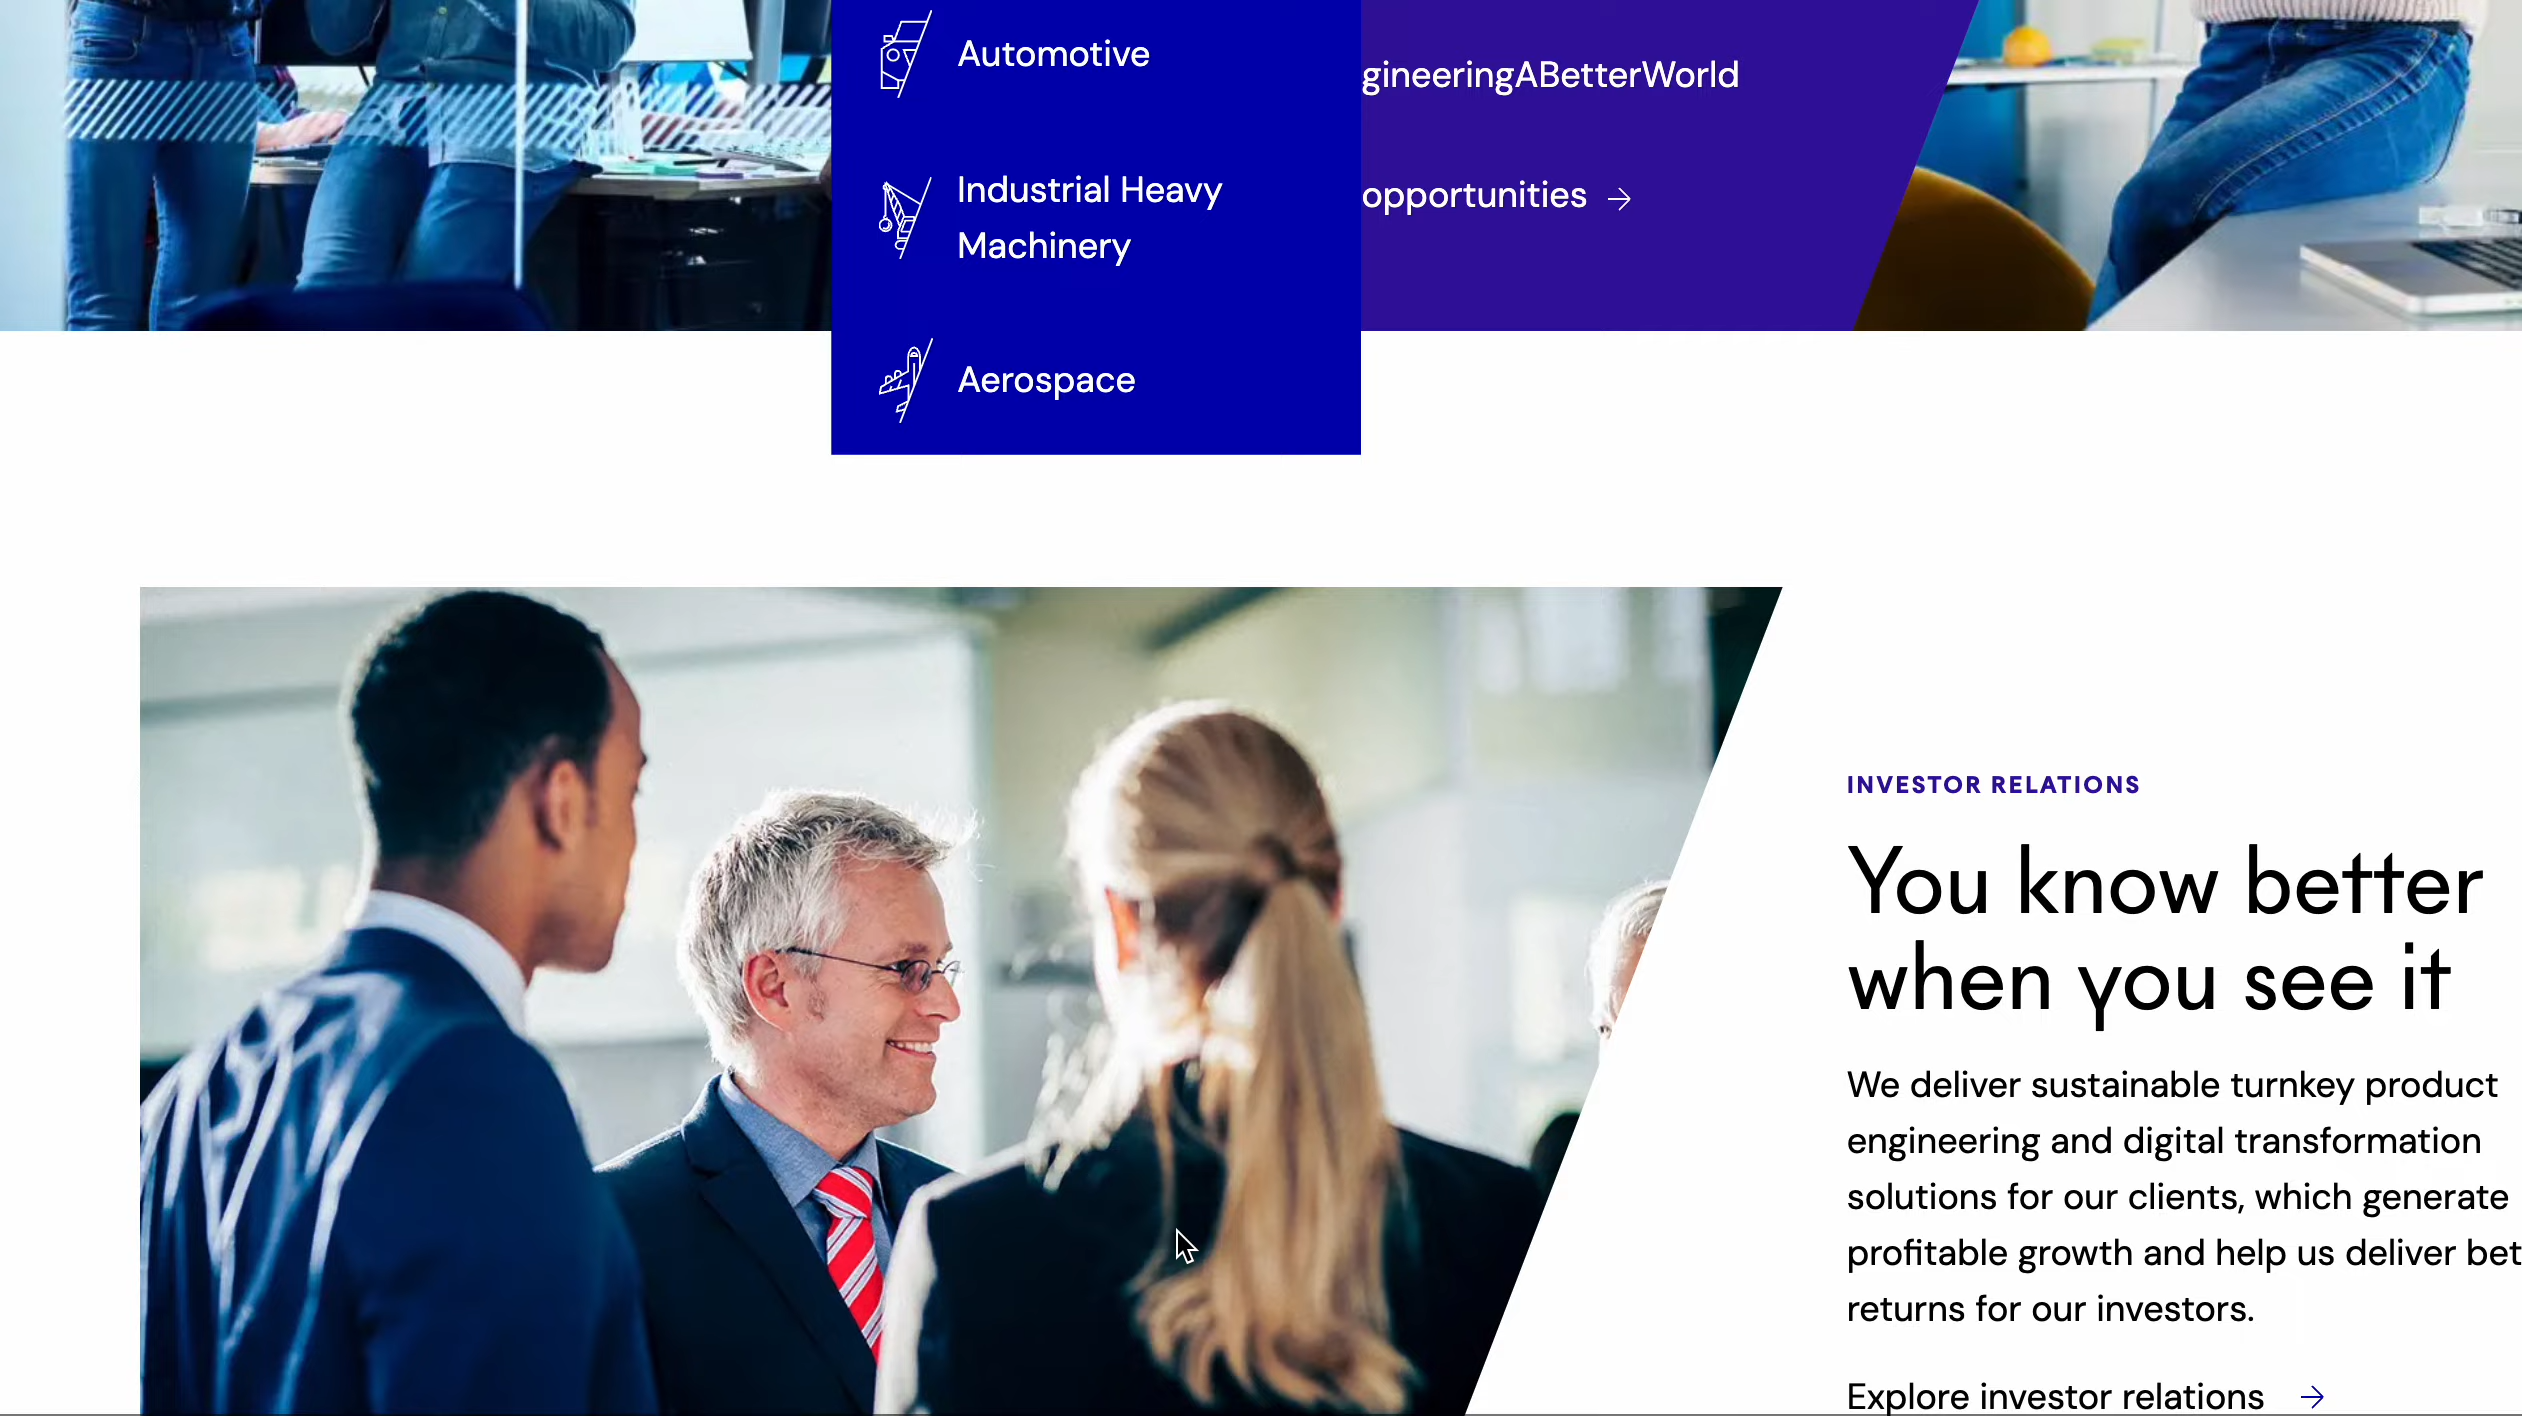 Automotive
Industrial Heavy
Machinery
Aerospace
gineeringABetterWorld
opportunities
INVESTOR RELATIONS
You know better
when you see it
We deliver sustainable turnkey product
engineering and digital transformation
solutions for our clients, which generate
profitable growth and help us deliver bet
returns for our investors.
Explore investor relations